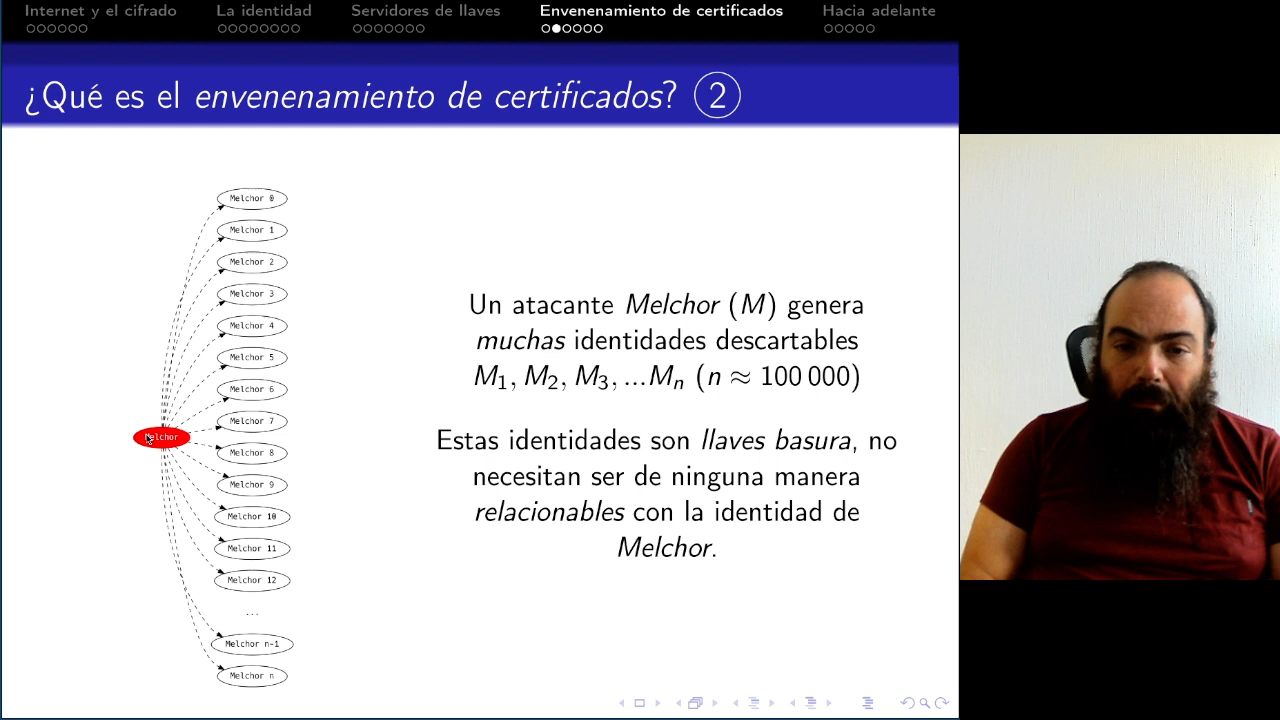 Internet y el cifrado
La identidad
Servidores de llaves
Envenenamiento de certificados
Hacia adelante
¿Qué es el envenenamiento de certificados? 2
Melchor 0
Melchor 1
Melchor 2
Melchor 3
Melchor 4
Melchor 5
Melchor 6
Melchor 7
Melchor
Melchor 8
Melchor 9
Melchor 10
Melchor 11
Melchor 12
...
Melchor n-1
Melchor n
Un atacante Melchor (M) genera
muchas identidades descartables
M₁, M₂, M₃, ...Mₙ (n ≈ 100 000)
Estas identidades son llaves basura, no
necesitan ser de ninguna manera
relacionables con la identidad de
Melchor.